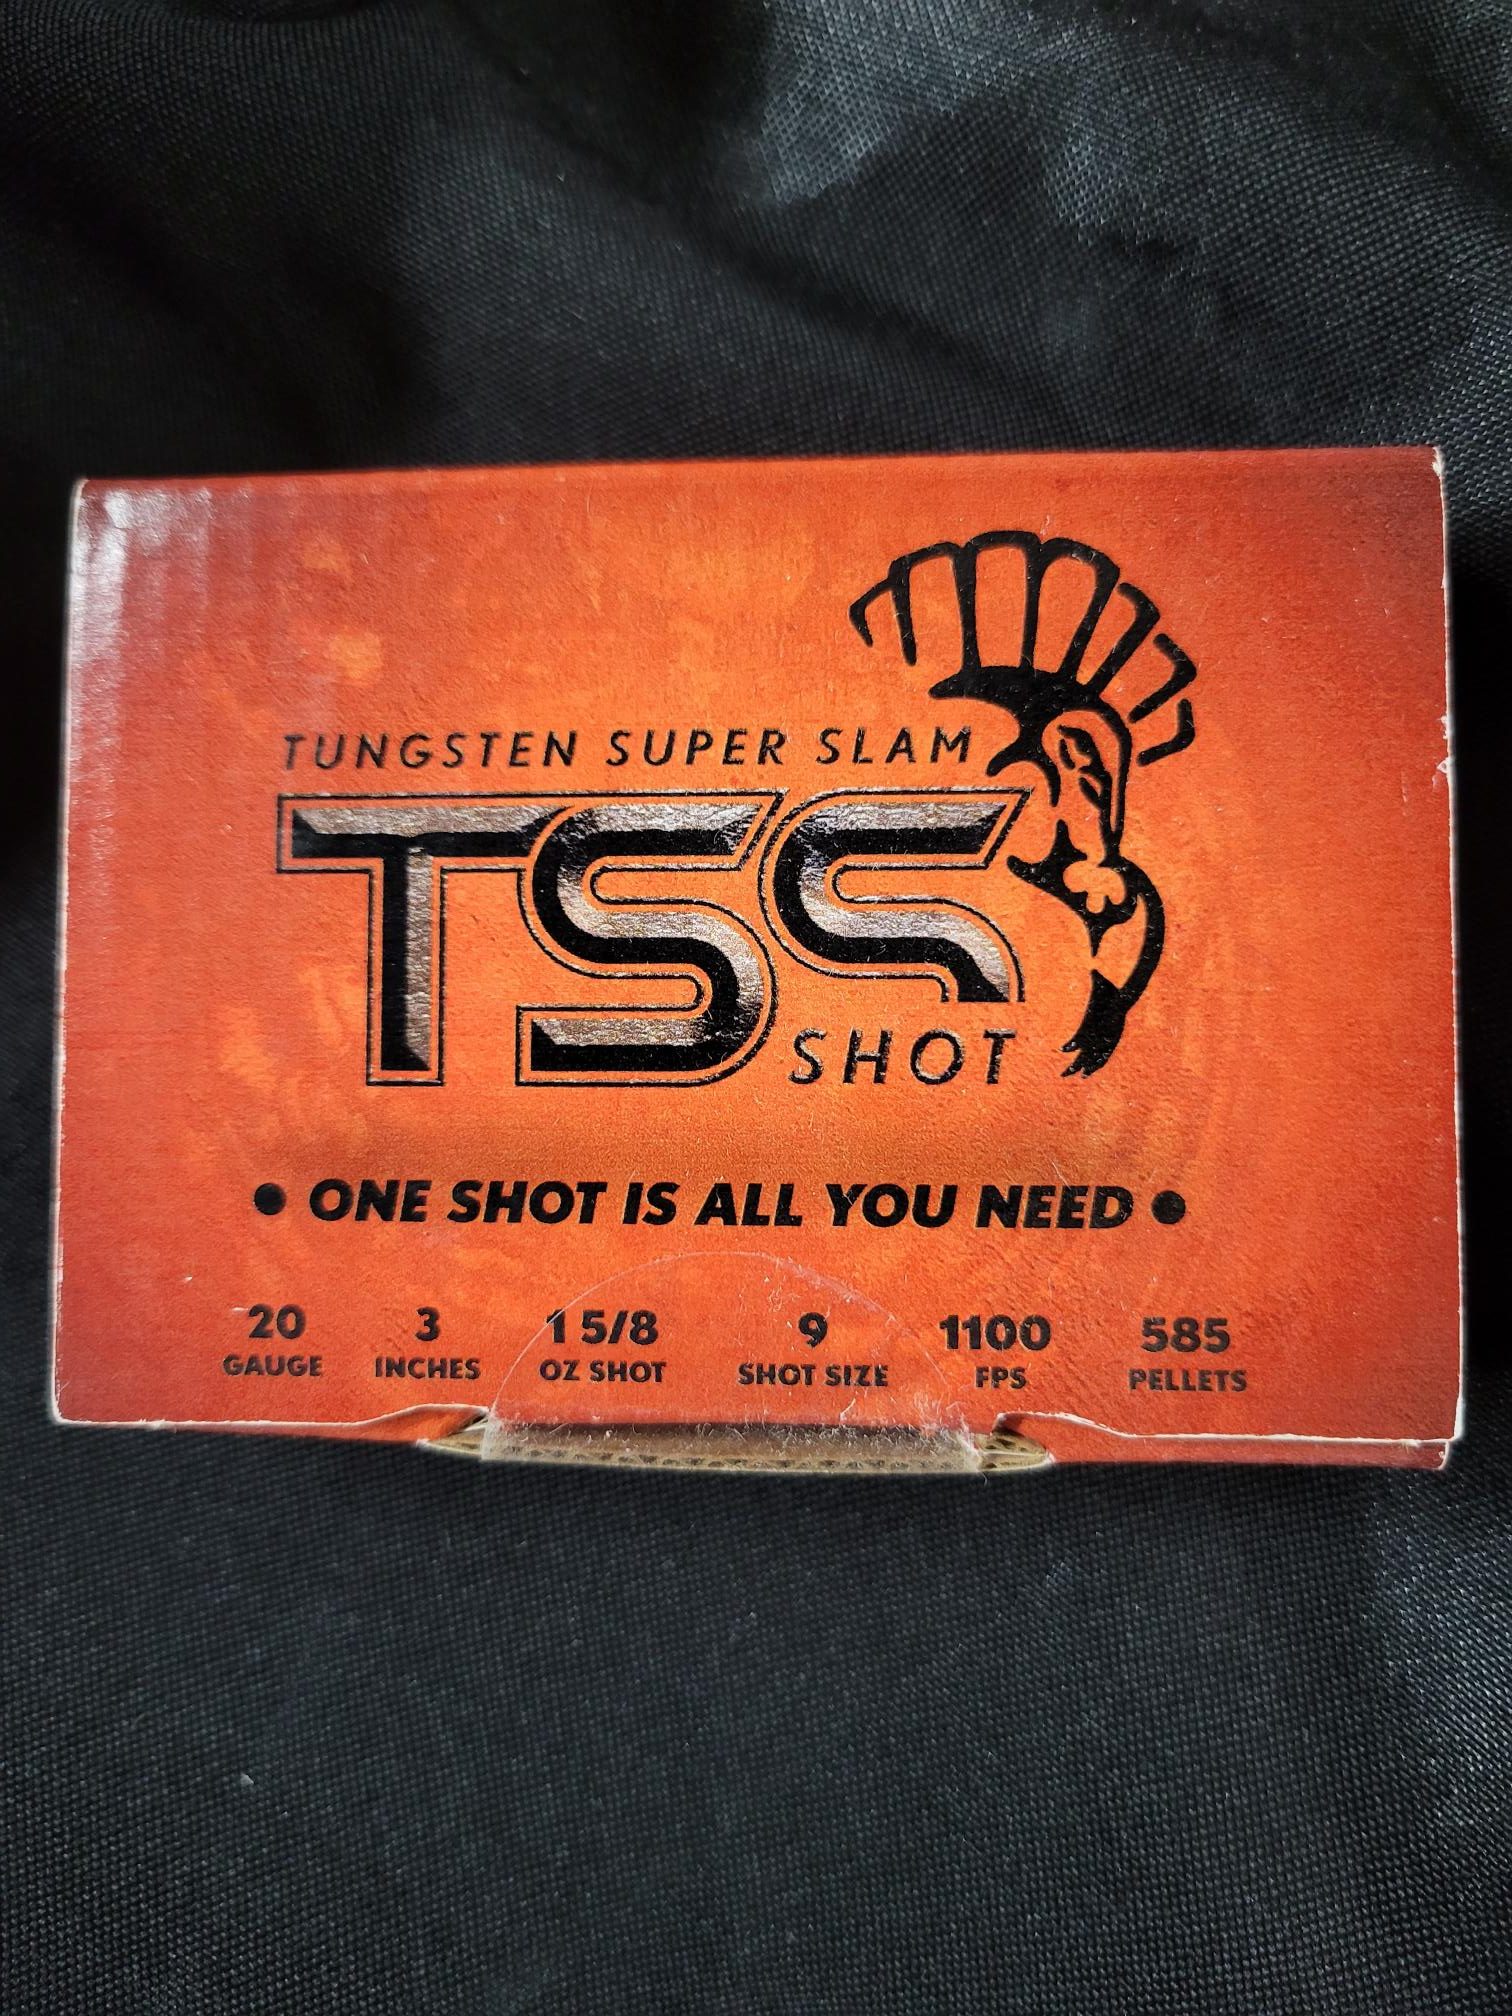 TUNGSTEN SUPER SLAM
TSS
SHOT
• ONE SHOT IS ALL YOU NEED •
20 3 1 5/8 9 1100 585
GAUGE INCHES OZ SHOT SHOT SIZE FPS PELLETS